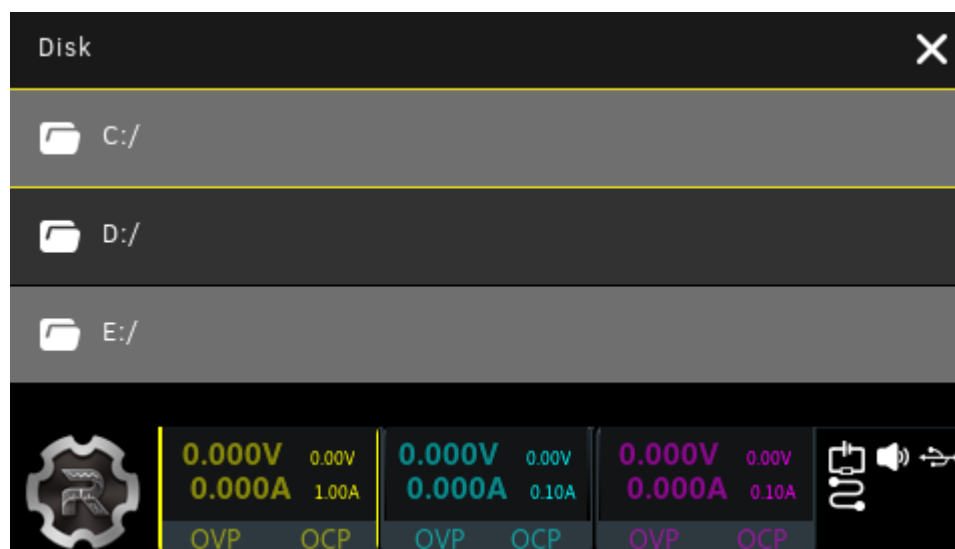 Disk
C:/
D:/
E:/
0.000V 0.00V 0.000V 0.00V 0.000V 0.00V
0.000A 1.00A 0.000A 0.10A 0.000A 0.10A
OVP OCP OVP OCP OVP OCP